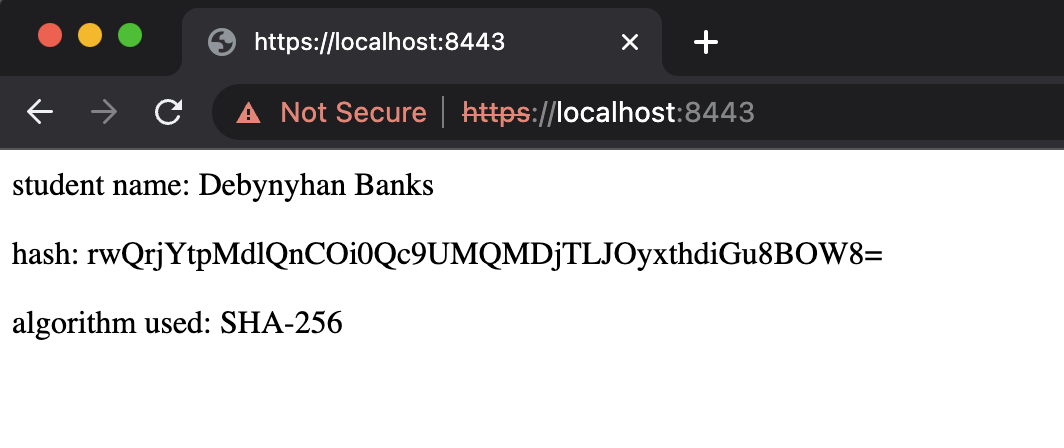 https://localhost:8443
Not Secure https://localhost:8443
student name: Debynyhan Banks
hash: rwQrjYtpMdlQnCOi0Qc9UMQMDjTLJOyxthdiGu8BOW8=
algorithm used: SHA-256